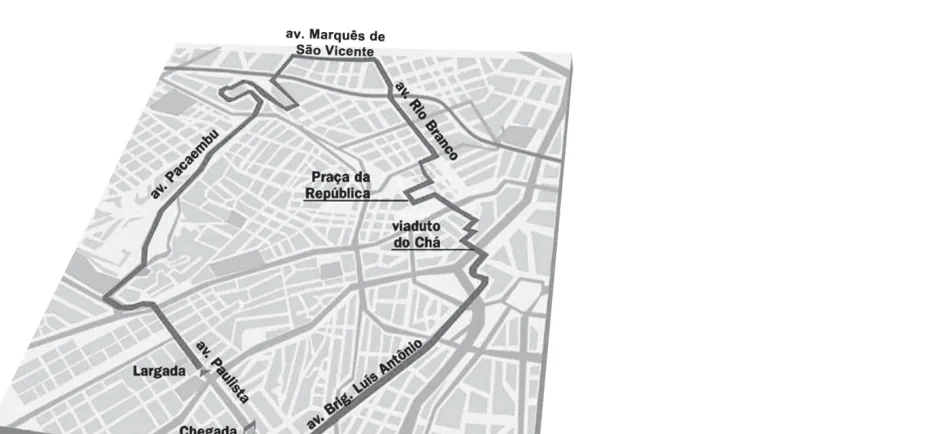 av. Marquês de
São Vicente
av. Rio Branco
av. Pacaembu
Praça da
República
viaduto
do Chá
av. Paulista
Largada
av. Brig. Luís Antônio
Chegada